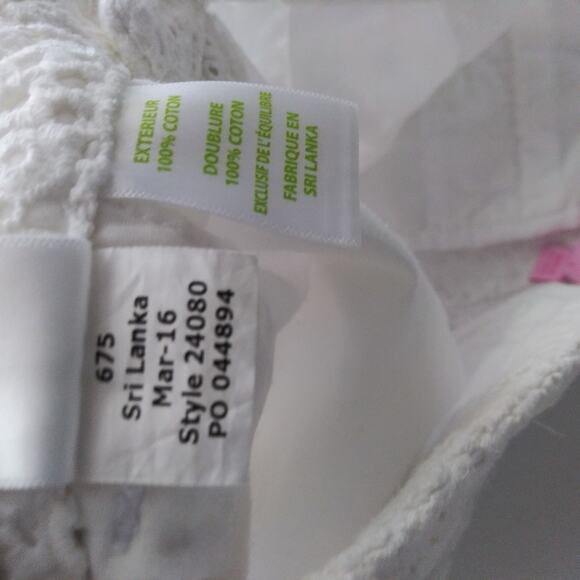 EXTERIEUR
100% COTON
DOUBLURE
100% COTON
EXCLUSIF DE L'ÉQUILIBRE
FABRIQUE EN
SRI LANKA
675
Sri Lanka
Mar-16
Style 24080
PO 044894